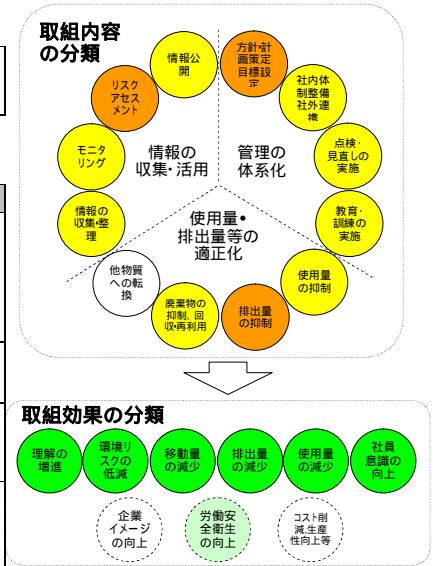 取組内容
の分類
情報公
開
方針・計
画策定
目標設
定
リスク
アセス
メント
社内体
制整備
社外連
携
モニタ
リング
情報の
収集・活用
管理の
体系化
点検・
見直しの
実施
情報の
収集・整
理
使用量・
排出量等の
適正化
教育・
訓練の
実施
他物質
への転
換
使用量
の抑制
廃棄物の
抑制、回
収・再利用
排出量
の抑制
取組効果の分類
理解の
増進
環境リ
スクの
低減
移動量
の減少
排出量
の減少
使用量
の減少
社員
意識の
向上
企業
イメージ
の向上
労働安
全衛生
の向上
コスト削
減、生産
性向上等